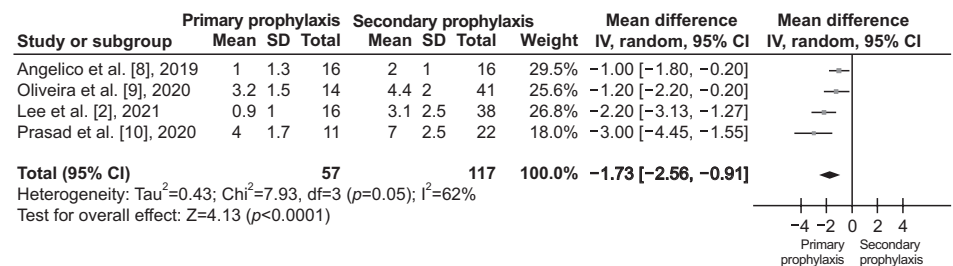 Primary prophylaxis Secondary prophylaxis Mean difference Mean difference
Study or subgroup Mean SD Total Mean SD Total Weight IV, random, 95% CI IV, random, 95% CI
Angelico et al. [8], 2019 1 1.3 16 2 1 16 29.5% −1.00 [−1.80, −0.20]
Oliveira et al. [9], 2020 3.2 1.5 14 4.4 2 41 25.6% −1.20 [−2.20, −0.20]
Lee et al. [2], 2021 0.9 1 16 3.1 2.5 38 26.8% −2.20 [−3.13, −1.27]
Prasad et al. [10], 2020 4 1.7 11 7 2.5 22 18.0% −3.00 [−4.45, −1.55]
Total (95% CI) 57 117 100.0% −1.73 [−2.56, −0.91]
Heterogeneity: Tau²=0.43; Chi²=7.93, df=3 (p=0.05); I²=62%
Test for overall effect: Z=4.13 (p<0.0001)
−4 −2 0 2 4
Primary Secondary
prophylaxis prophylaxis